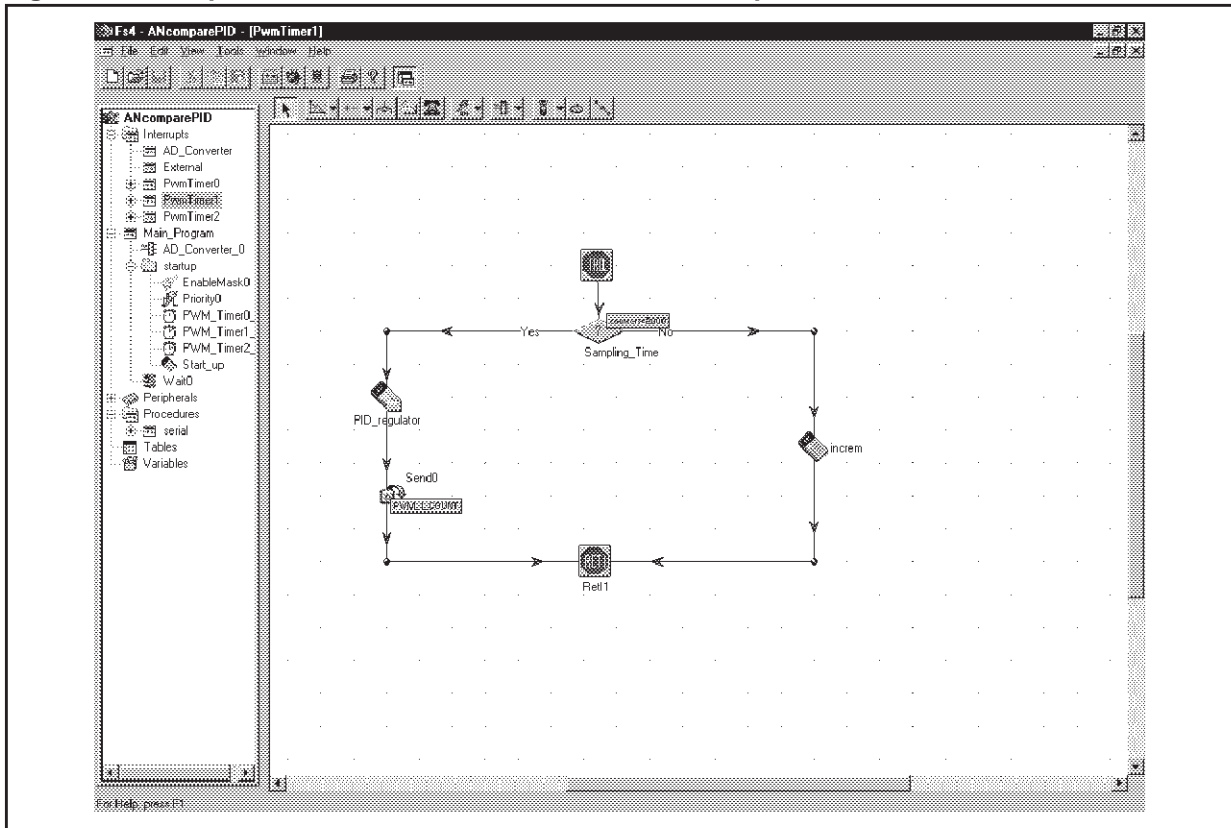 Fs4 - ANcomparePID - [PwmTimer1]
File Edit View Tools Window Help
ANcomparePID
Interrupts
AD_Converter
External
PwmTimer0
PwmTimer1
PwmTimer2
Main_Program
AD_Converter_0
startup
EnableMask0
Priority0
PWM_Timer0_
PWM_Timer1_
PWM_Timer2_
Start_up
Wait0
Peripherals
Procedures
serial
Tables
Variables
Yes
No
Sampling_Time
PID_regulator
increm
Send0
RetI1
For Help, press F1